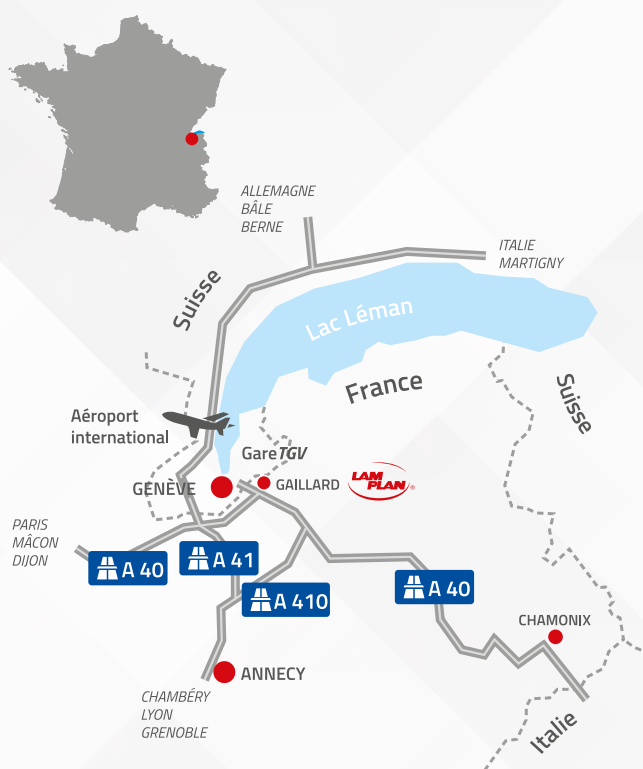 ALLEMAGNE
BÂLE
BERNE
ITALIE
MARTIGNY
Suisse
Lac Léman
France
Suisse
Aéroport
international
Gare TGV
GENÈVE
GAILLARD
LAM
PLAN
®
PARIS
MÂCON
DIJON
A 40
A 41
A 410
A 40
CHAMONIX
ANNECY
CHAMBÉRY
LYON
GRENOBLE
Italie